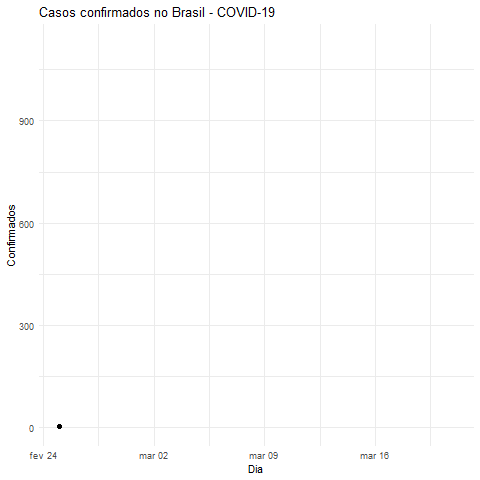 Casos confirmados no Brasil - COVID-19
Confirmados
900
600
300
0
fev 24 mar 02 mar 09 mar 16
Dia